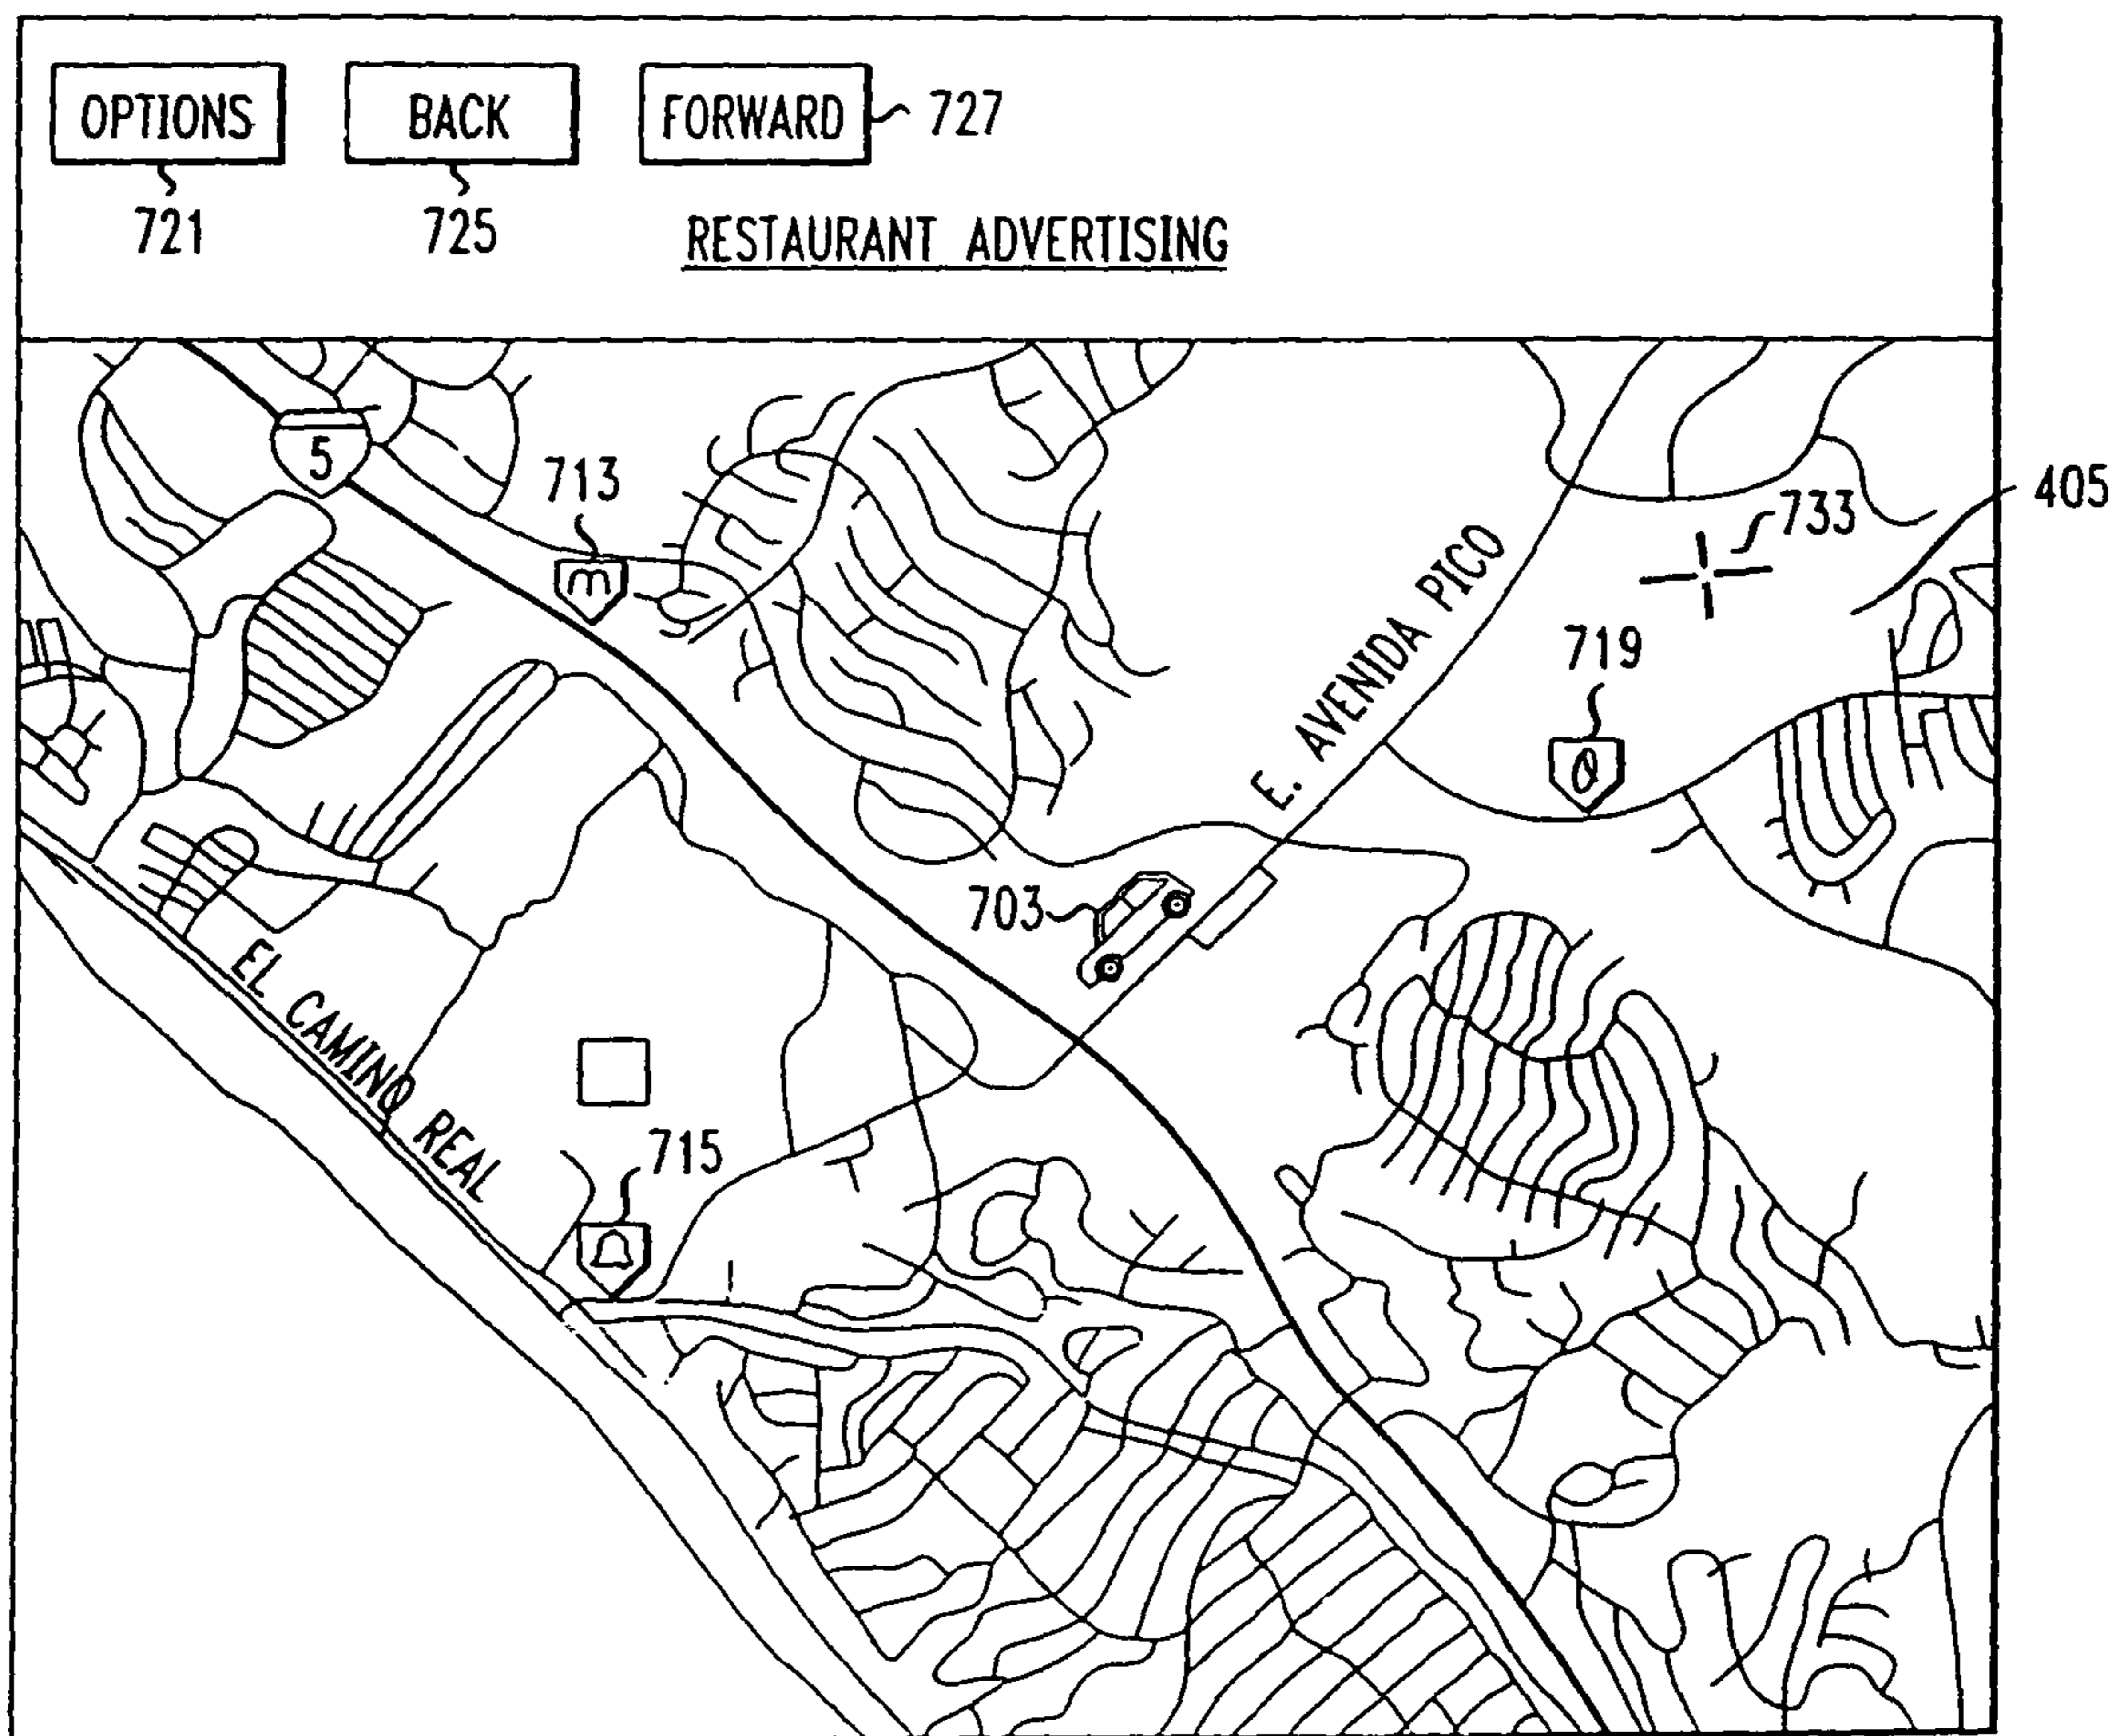 OPTIONS
BACK
FORWARD
727
721
725
RESTAURANT ADVERTISING
5
713
405
733
E. AVENIDA PICO
719
703
EL CAMINO REAL
715